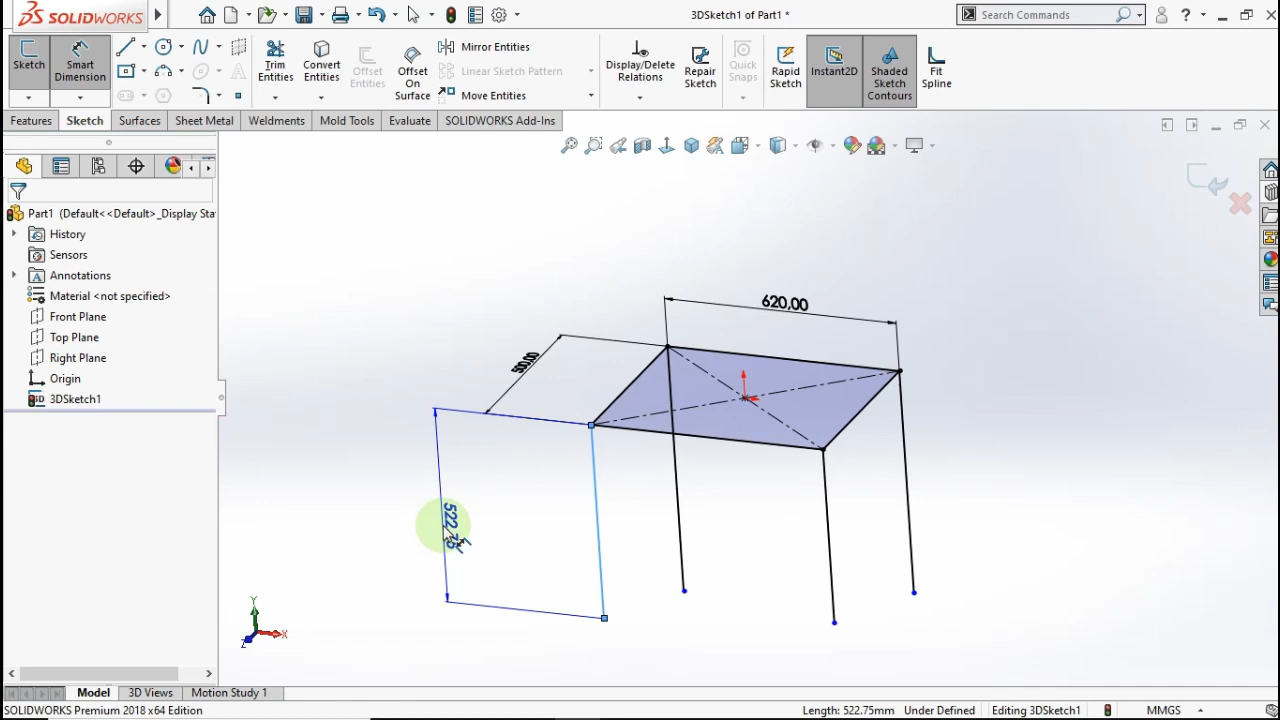 SOLIDWORKS
3DSketch1 of Part1 *
Search Commands
?
Sketch
Smart Dimension
Trim Entities
Convert Entities
Offset Entities
Offset On Surface
Mirror Entities
Linear Sketch Pattern
Move Entities
Display/Delete Relations
Repair Sketch
Quick Snaps
Rapid Sketch
Instant2D
Shaded Sketch Contours
Fit Spline
Features
Sketch
Surfaces
Sheet Metal
Weldments
Mold Tools
Evaluate
SOLIDWORKS Add-Ins
Part1 (Default<<Default>_Display Sta
History
Sensors
Annotations
Material <not specified>
Front Plane
Top Plane
Right Plane
Origin
3DSketch1
620,00
500,00
522,75
Y
X
Z
Model
3D Views
Motion Study 1
SOLIDWORKS Premium 2018 x64 Edition
Length: 522.75mm
Under Defined
Editing 3DSketch1
MMGS